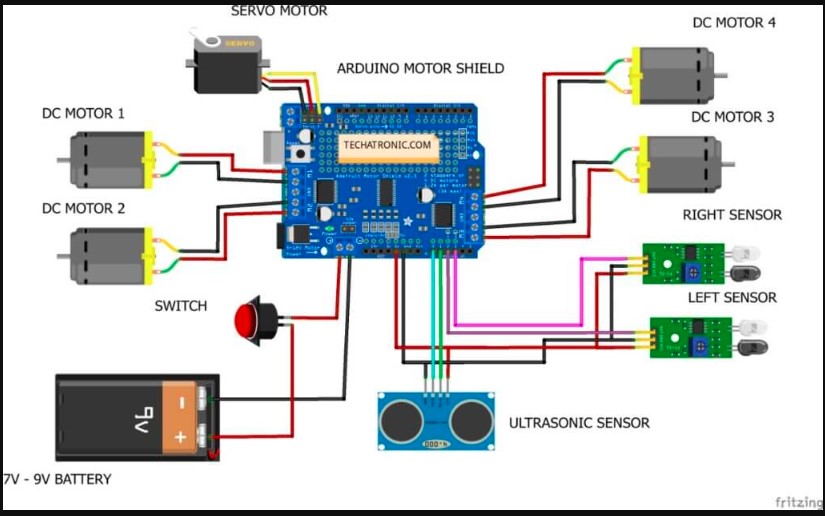 SERVO MOTOR
SERVO
DC MOTOR 4
ARDUINO MOTOR SHIELD
DC MOTOR 1
DC MOTOR 3
TECHATRONIC.COM
DC MOTOR 2
RIGHT SENSOR
LEFT SENSOR
SWITCH
9V
-
+
ULTRASONIC SENSOR
7V - 9V BATTERY
fritzing